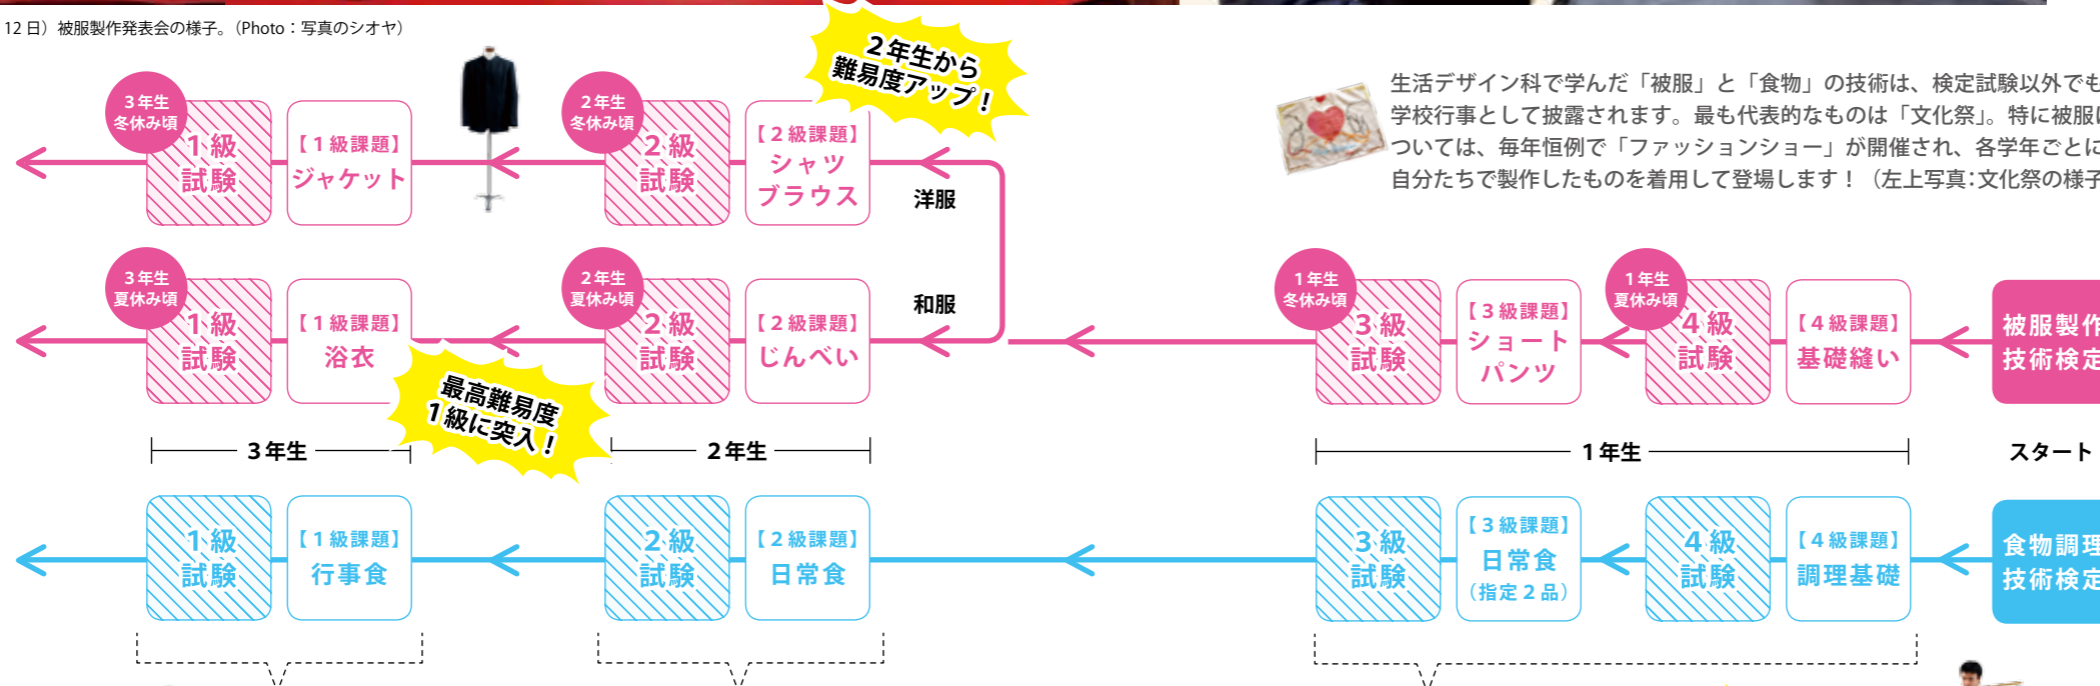 12 日）被服製作発表会の様子。（Photo：写真のシオヤ）
2年生から
難易度アップ！
生活デザイン科で学んだ「被服」と「食物」の技術は、検定試験以外でも
学校行事として披露されます。最も代表的なものは「文化祭」。特に被服に
ついては、毎年恒例で「ファッションショー」が開催され、各学年ごとに
自分たちで製作したものを着用して登場します！（左上写真：文化祭の様子
3年生
冬休み頃
1級
試験
【1級課題】
ジャケット
2年生
冬休み頃
2級
試験
【2級課題】
シャツ
ブラウス
洋服
3年生
夏休み頃
1級
試験
【1級課題】
浴衣
2年生
夏休み頃
2級
試験
【2級課題】
じんべい
和服
1年生
冬休み頃
3級
試験
【3級課題】
ショート
パンツ
1年生
夏休み頃
4級
試験
【4級課題】
基礎縫い
被服製作
技術検定
最高難易度
1級に突入！
3年生
2年生
1年生
スタート
1級
試験
【1級課題】
行事食
2級
試験
【2級課題】
日常食
3級
試験
【3級課題】
日常食
（指定2品）
4級
試験
【4級課題】
調理基礎
食物調理
技術検定